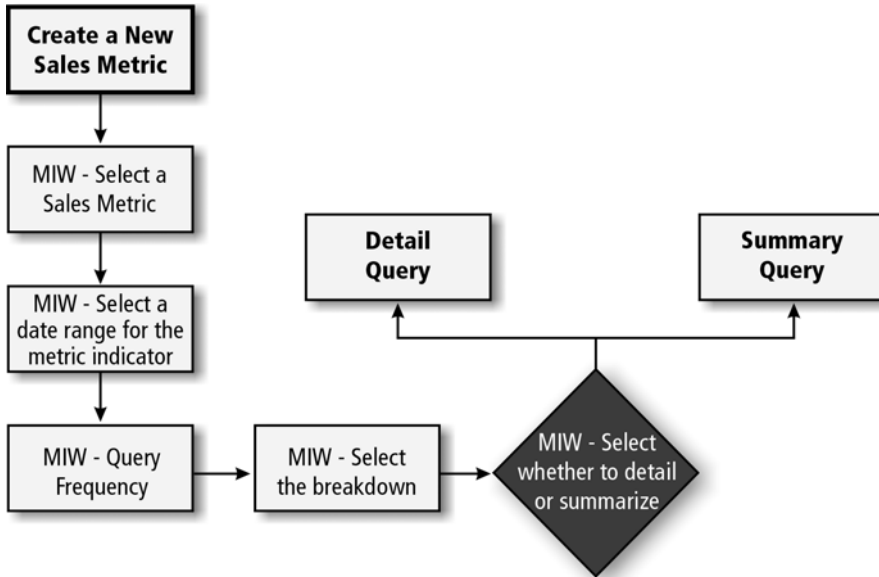 Create a New
Sales Metric
MIW - Select a
Sales Metric
MIW - Select a
date range for the
metric indicator
MIW - Query
Frequency
MIW - Select
the breakdown
MIW - Select
whether to detail
or summarize
Detail
Query
Summary
Query